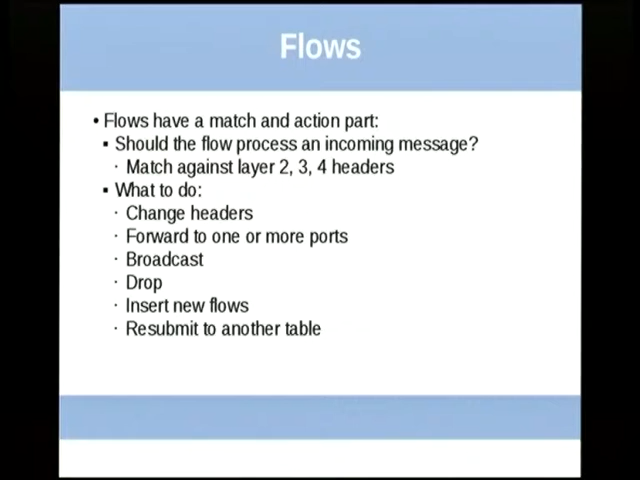 Flows
• Flows have a match and action part:
▪ Should the flow process an incoming message?
· Match against layer 2, 3, 4 headers
▪ What to do:
· Change headers
· Forward to one or more ports
· Broadcast
· Drop
· Insert new flows
· Resubmit to another table